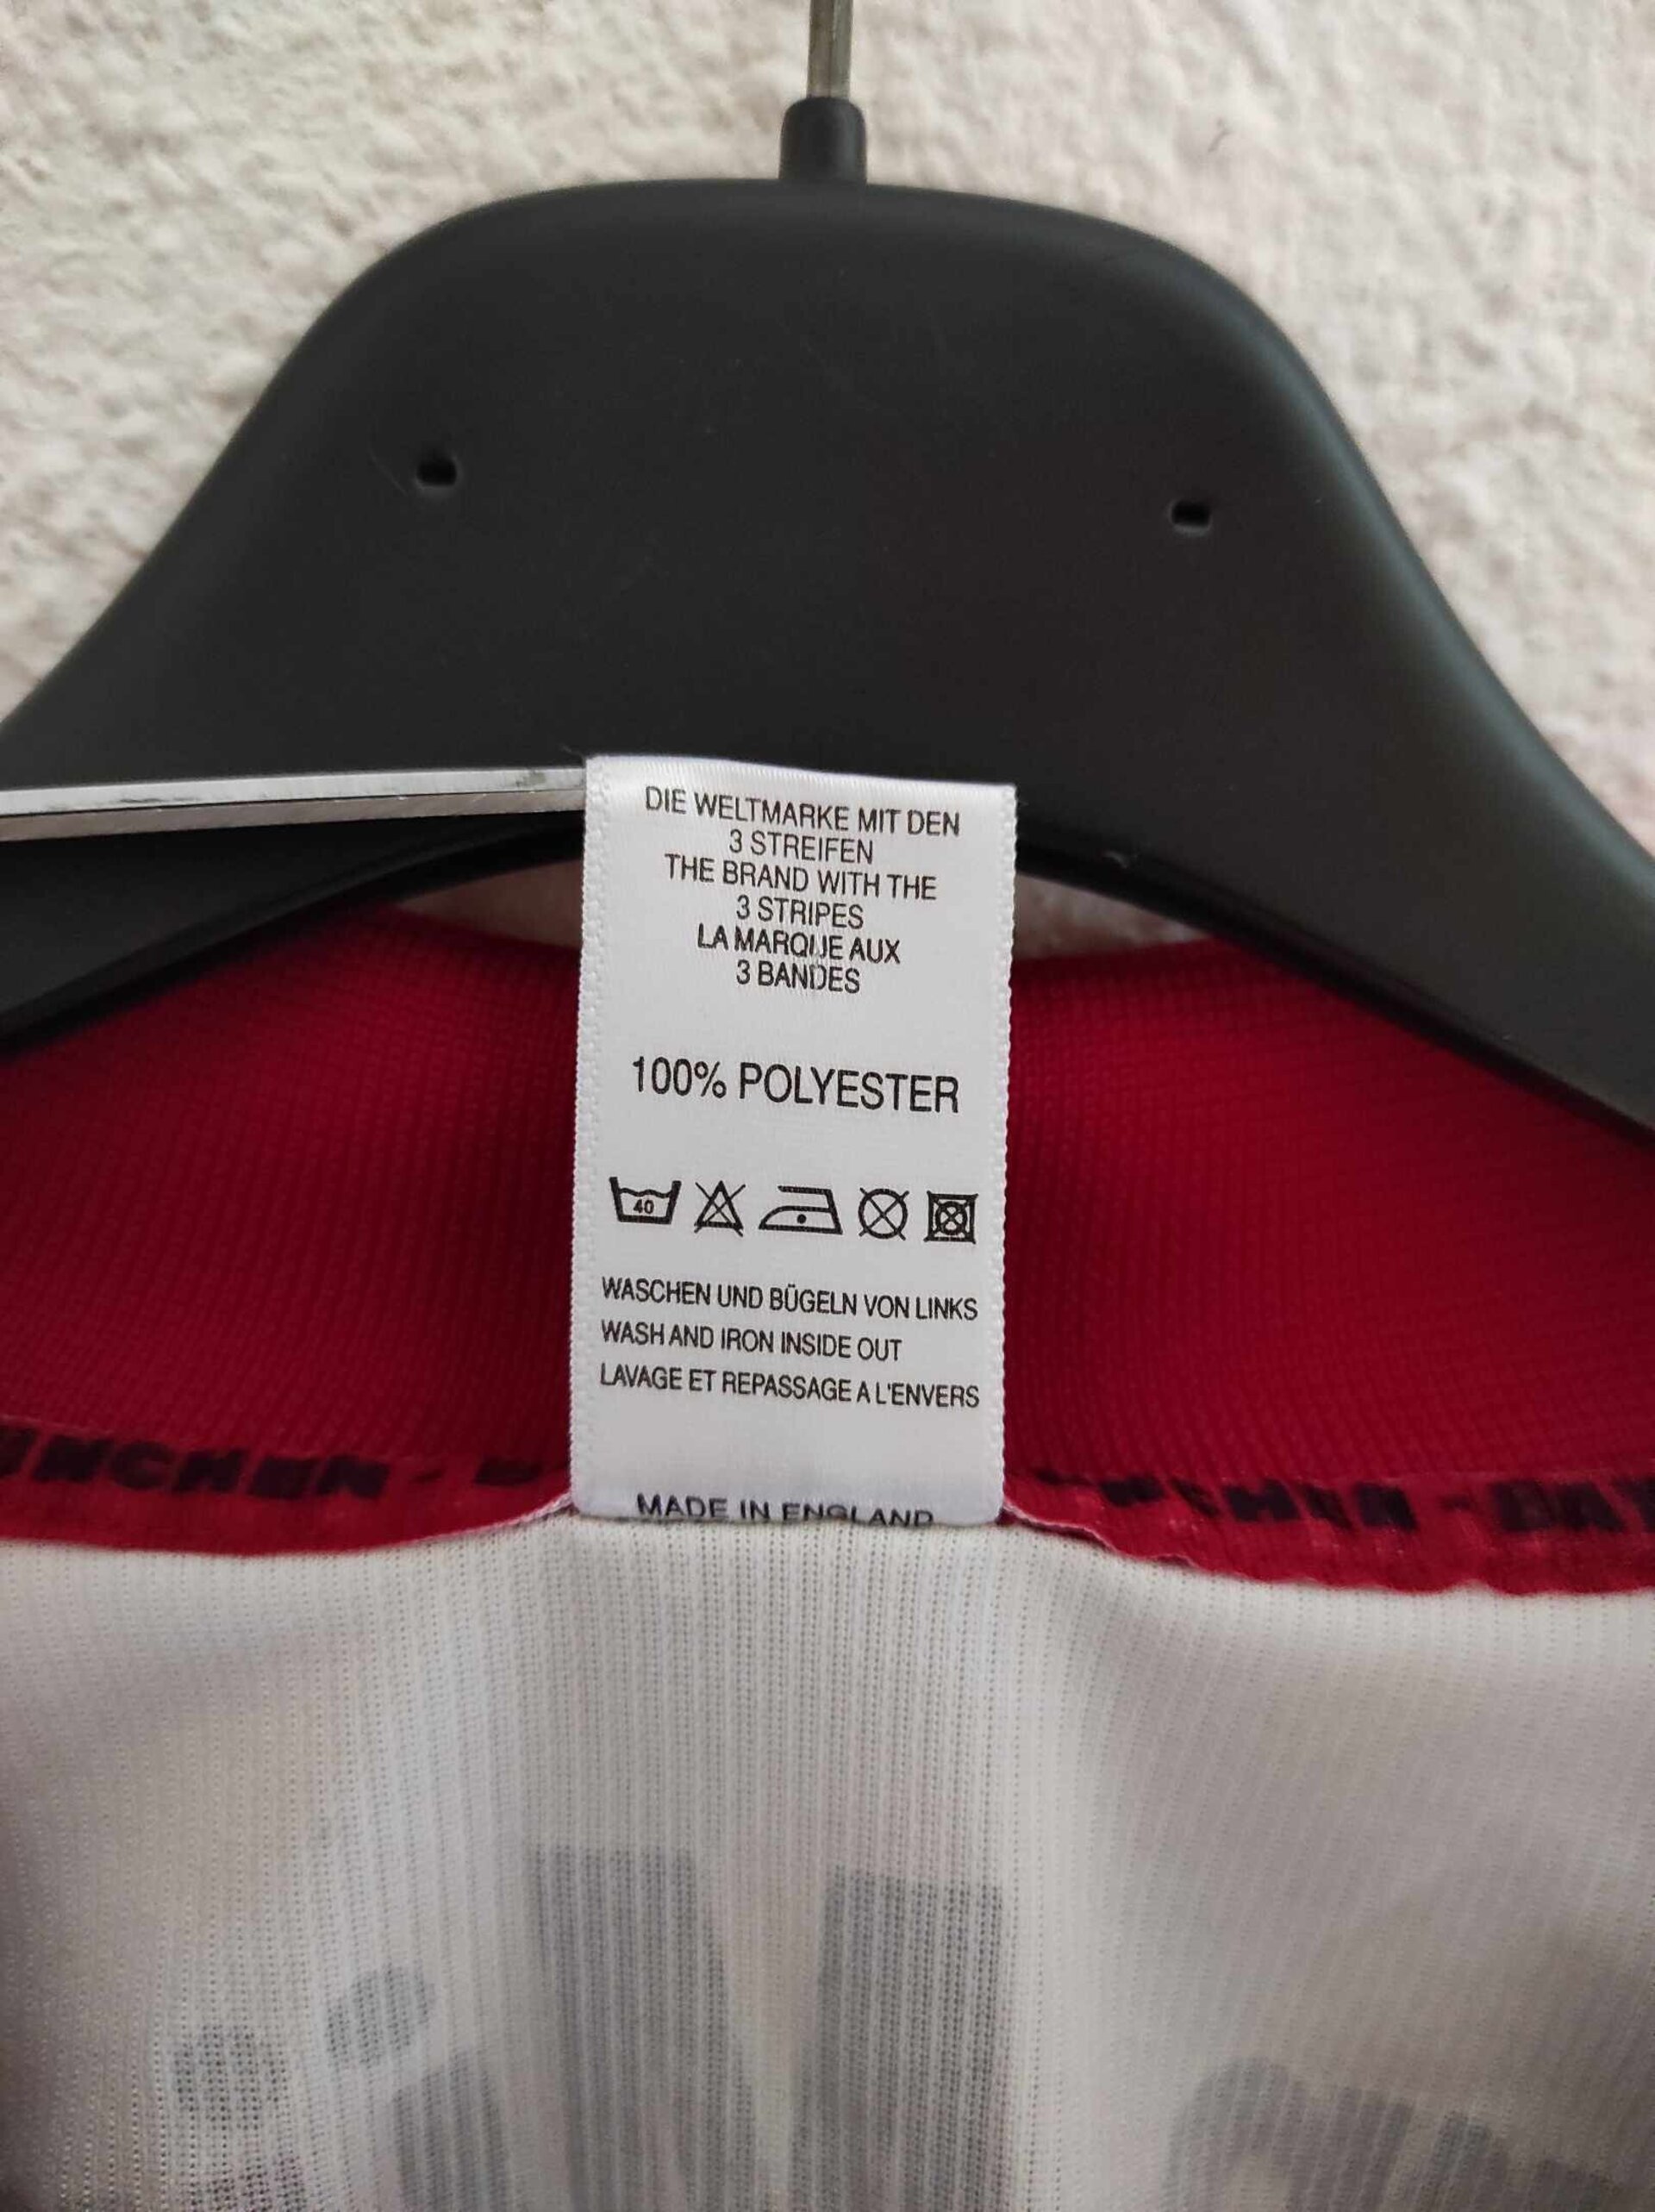 DIE WELTMARKE MIT DEN
3 STREIFEN
THE BRAND WITH THE
3 STRIPES
LA MARQUE AUX
3 BANDES
100% POLYESTER
40
WASCHEN UND BÜGELN VON LINKS
WASH AND IRON INSIDE OUT
LAVAGE ET REPASSAGE A L'ENVERS
MADE IN ENGLAND